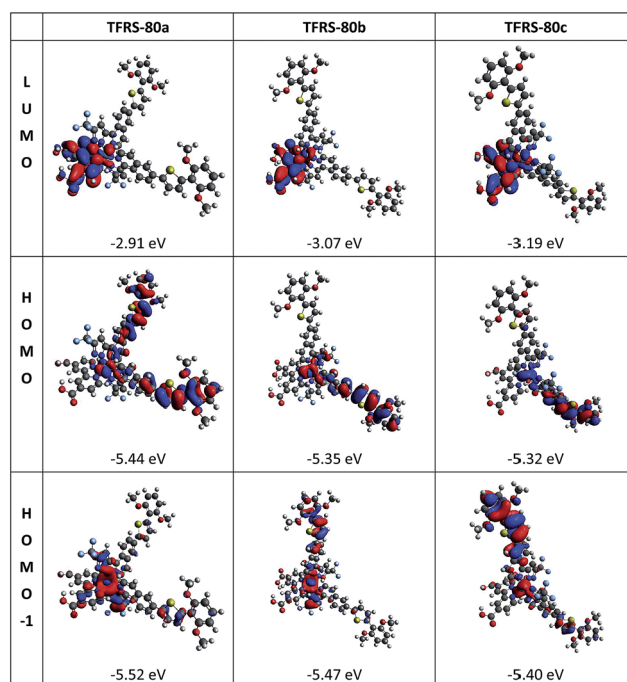 TFRS-80a TFRS-80b TFRS-80c
L
U
M
O
-2.91 eV -3.07 eV -3.19 eV
H
O
M
O
-5.44 eV -5.35 eV -5.32 eV
H
O
M
O
-1
-5.52 eV -5.47 eV -5.40 eV